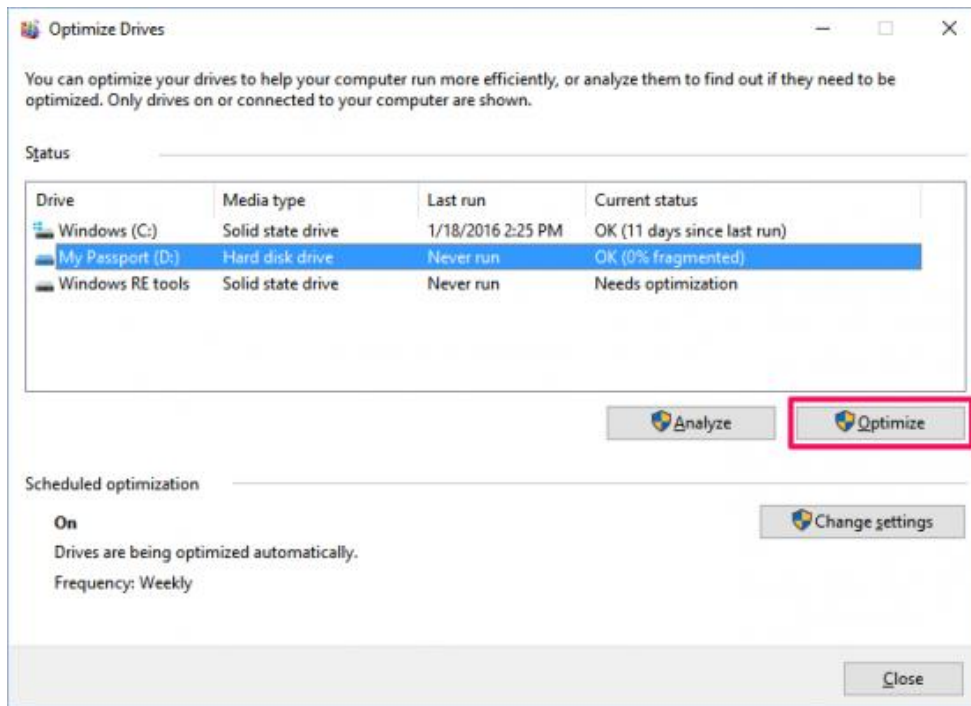 Optimize Drives
You can optimize your drives to help your computer run more efficiently, or analyze them to find out if they need to be
optimized. Only drives on or connected to your computer are shown.
Status
Drive Media type Last run Current status
Windows (C:) Solid state drive 1/18/2016 2:25 PM OK (11 days since last run)
My Passport (D:) Hard disk drive Never run OK (0% fragmented)
Windows RE tools Solid state drive Never run Needs optimization
Analyze Optimize
Scheduled optimization
On Change settings
Drives are being optimized automatically.
Frequency: Weekly
Close